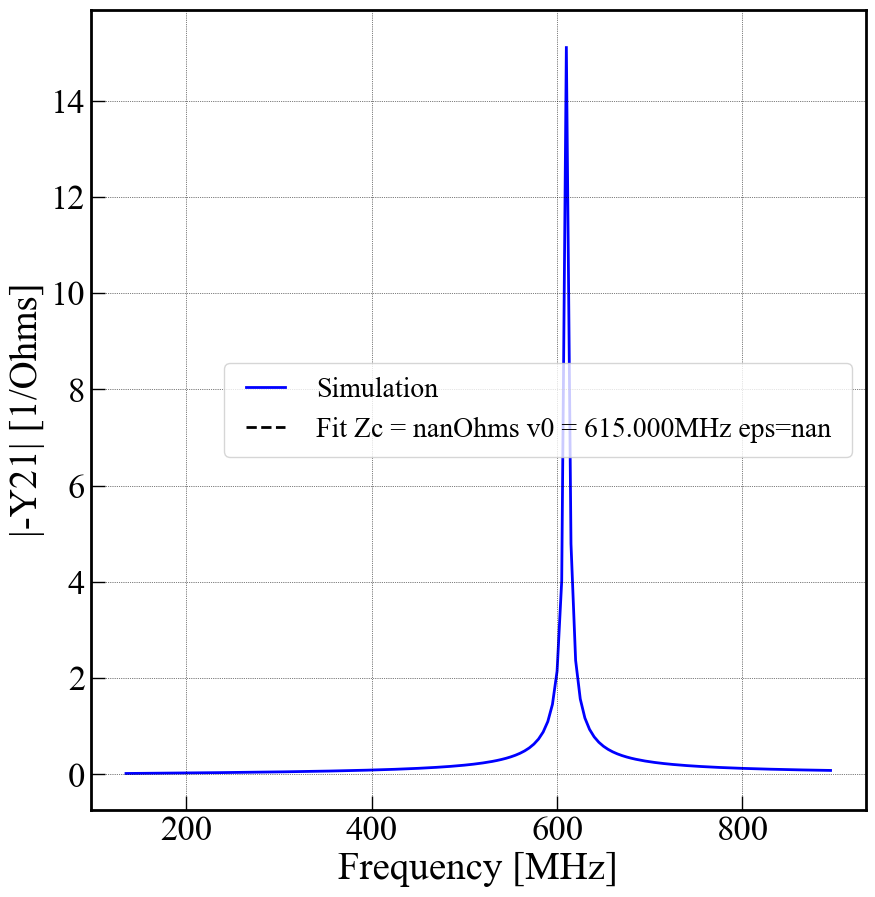 |-Y21| [1/Ohms]
14
12
10
8
6
4
2
0
Simulation
Fit Zc = nanOhms v0 = 615.000MHz eps=nan
200 400 600 800
Frequency [MHz]